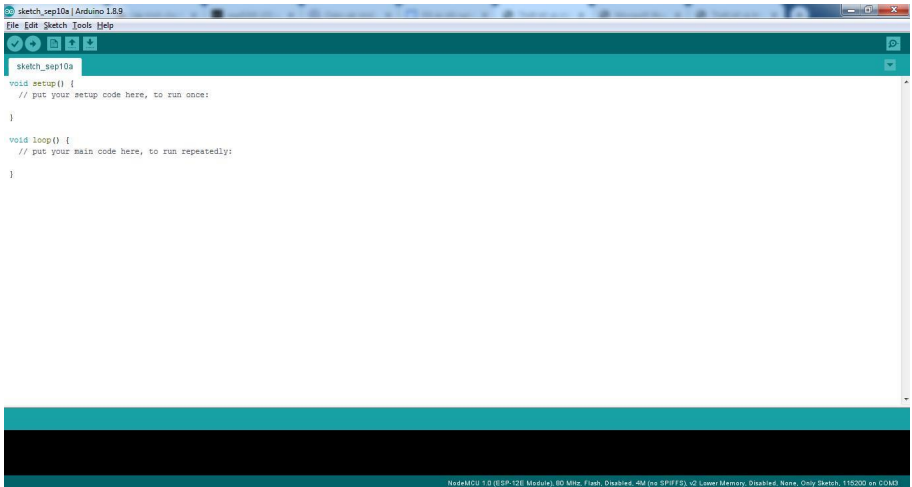 sketch_sep10a | Arduino 1.8.9
File Edit Sketch Tools Help
sketch_sep10a
void setup() {
// put your setup code here, to run once:
}
void loop() {
// put your main code here, to run repeatedly:
}
NodeMCU 1.0 (ESP-12E Module), 80 MHz, Flash, Disabled, 4M (no SPIFFS), v2 Lower Memory, Disabled, None, Only Sketch, 115200 on COM3